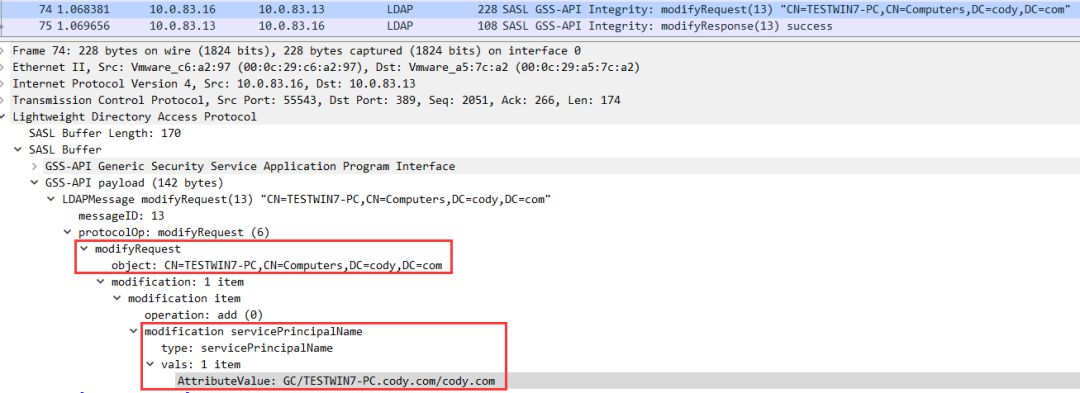 74 1.068381 10.0.83.16 10.0.83.13 LDAP 228 SASL GSS-API Integrity: modifyRequest(13) "CN=TESTWIN7-PC,CN=Computers,DC=cody,DC=com"
75 1.069656 10.0.83.13 10.0.83.16 LDAP 108 SASL GSS-API Integrity: modifyResponse(13) success
Frame 74: 228 bytes on wire (1824 bits), 228 bytes captured (1824 bits) on interface 0
Ethernet II, Src: Vmware_c6:a2:97 (00:0c:29:c6:a2:97), Dst: Vmware_a5:7c:a2 (00:0c:29:a5:7c:a2)
Internet Protocol Version 4, Src: 10.0.83.16, Dst: 10.0.83.13
Transmission Control Protocol, Src Port: 55543, Dst Port: 389, Seq: 2051, Ack: 266, Len: 174
Lightweight Directory Access Protocol
SASL Buffer Length: 170
SASL Buffer
GSS-API Generic Security Service Application Program Interface
GSS-API payload (142 bytes)
LDAPMessage modifyRequest(13) "CN=TESTWIN7-PC,CN=Computers,DC=cody,DC=com"
messageID: 13
protocolOp: modifyRequest (6)
modifyRequest
object: CN=TESTWIN7-PC,CN=Computers,DC=cody,DC=com
modification: 1 item
modification item
operation: add (0)
modification servicePrincipalName
type: servicePrincipalName
vals: 1 item
AttributeValue: GC/TESTWIN7-PC.cody.com/cody.com